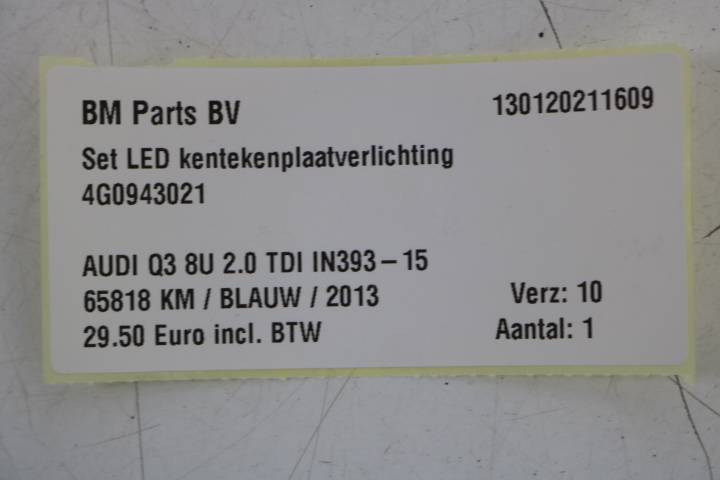 BM Parts BV 130120211609
Set LED kentekenplaatverlichting
4G0943021
AUDI Q3 8U 2.0 TDI IN393-15
65818 KM / BLAUW / 2013 Verz: 10
29.50 Euro incl. BTW Aantal: 1